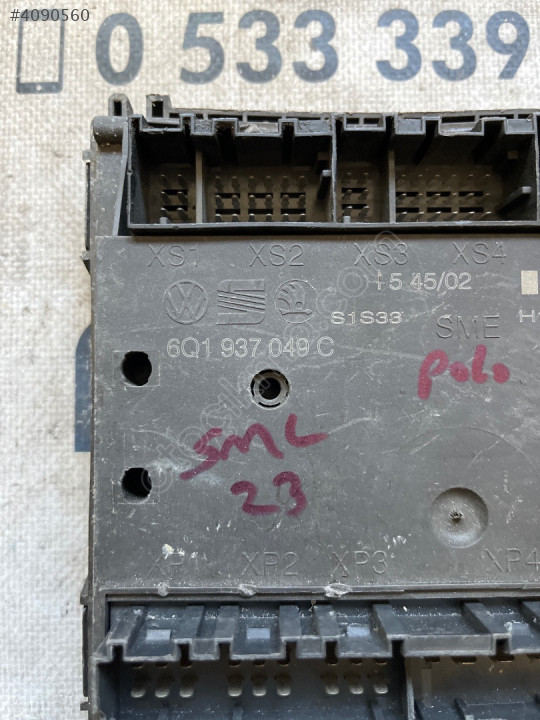 #4090560
0 533 339
XS1 XS2 XS3 XS4
15 45/02
S1S33
SME
6Q1 937 049 C
Polo
SML
23
XP1 XP2 XP3 XP4